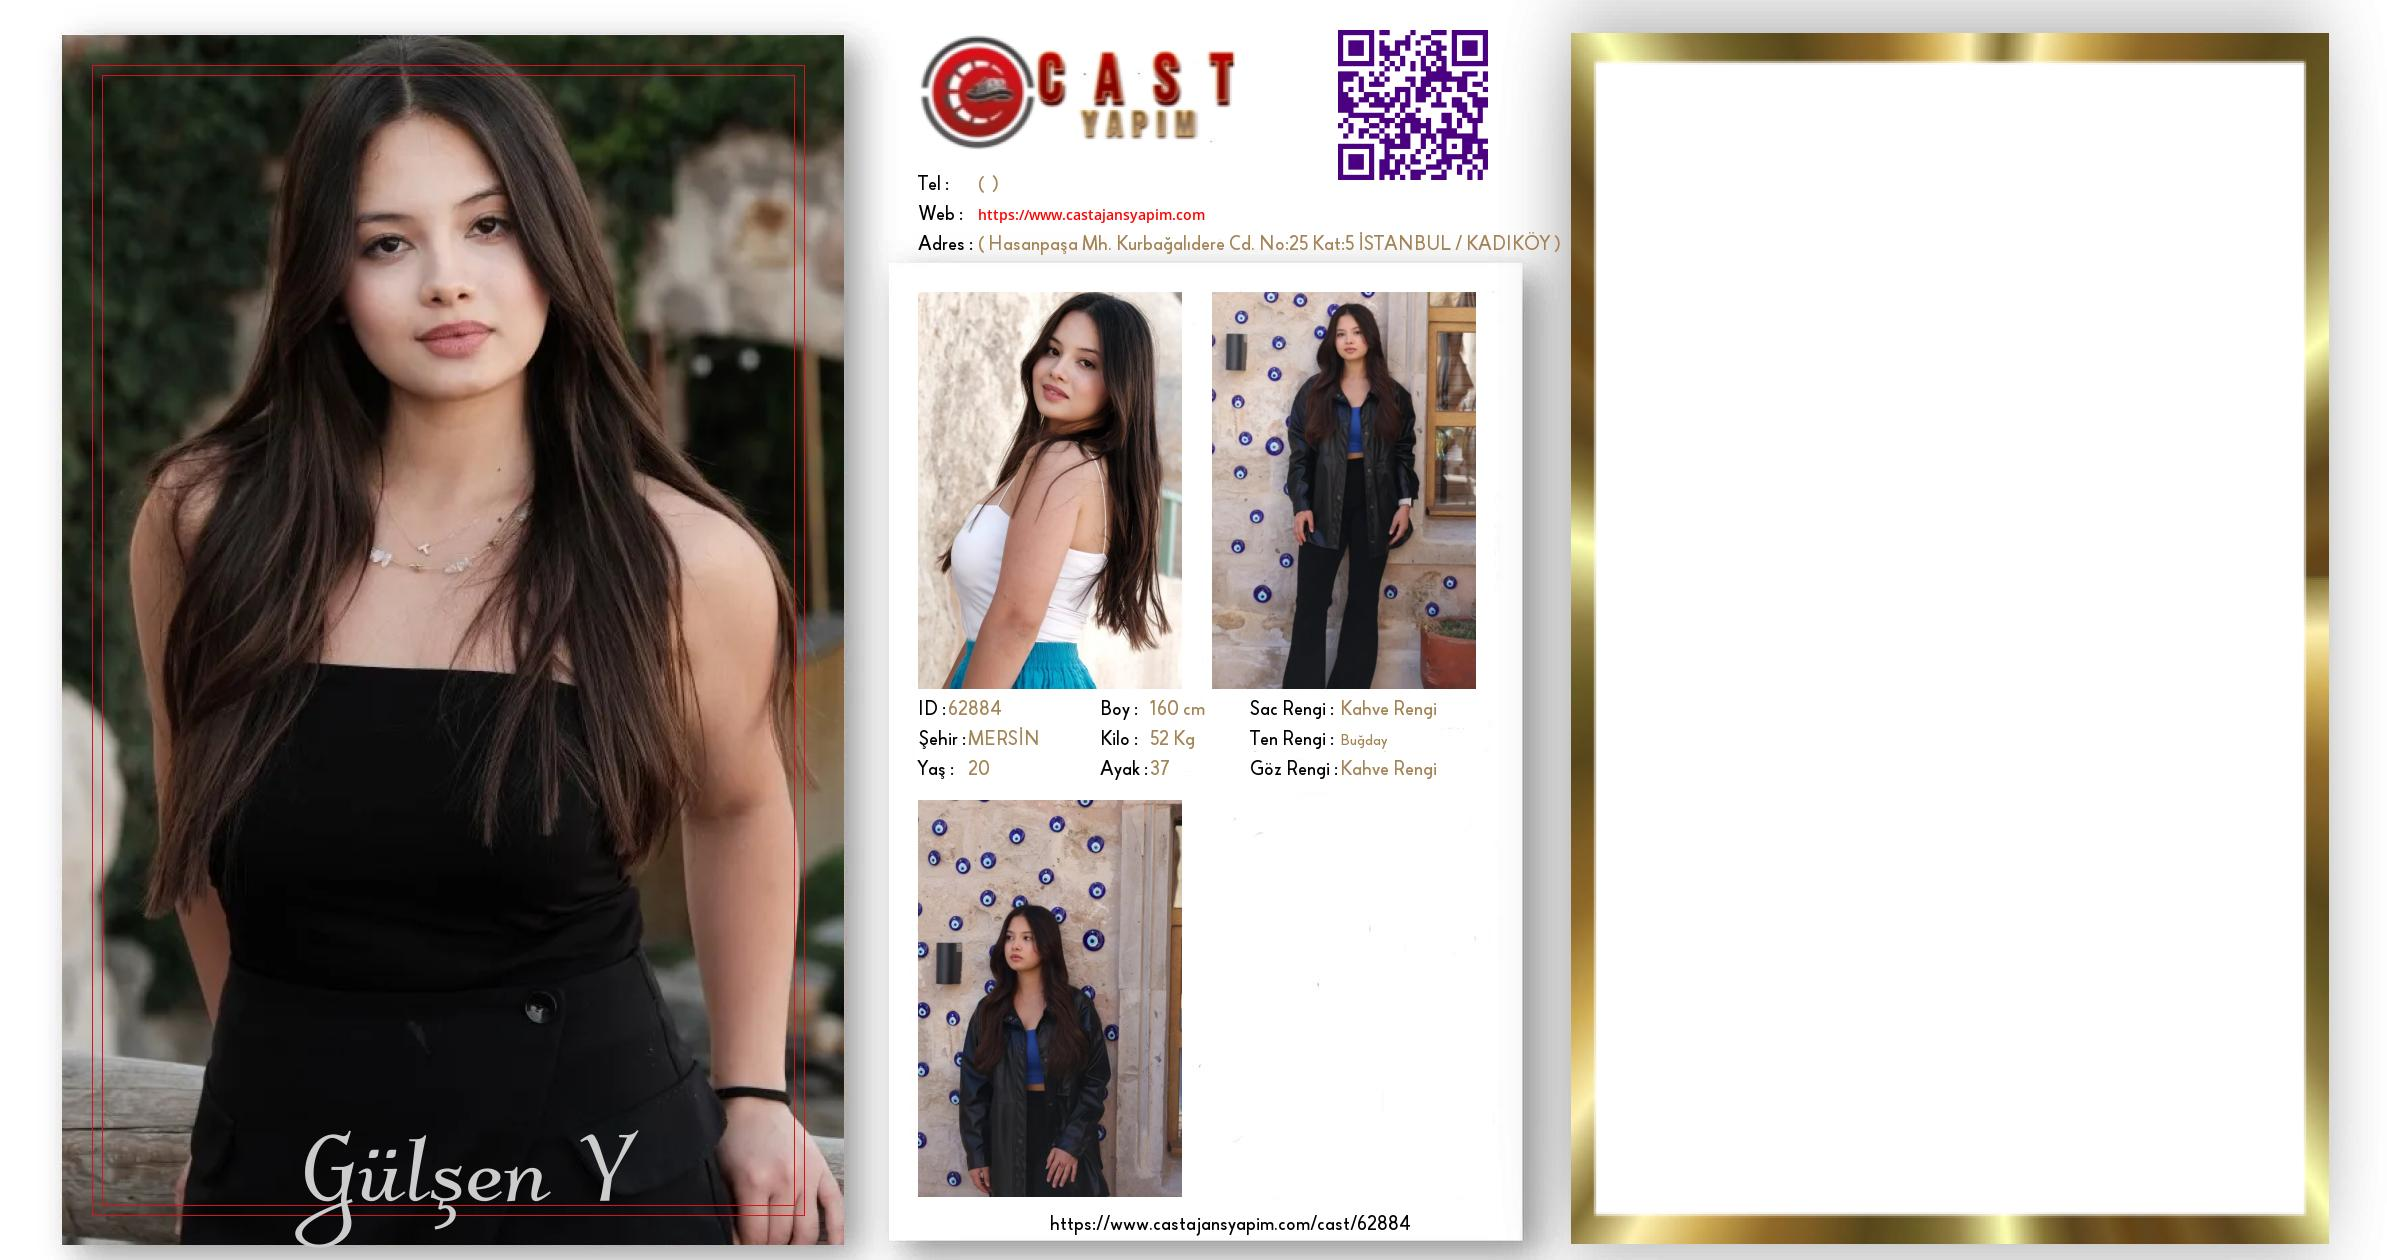 Gülşen Y
CAST
YAPIM
Tel : ( )
Web : https://www.castajansyapim.com
Adres : ( Hasanpaşa Mh. Kurbağalıdere Cd. No:25 Kat:5 İSTANBUL / KADIKÖY )
ID : 62884 Boy : 160 cm Sac Rengi : Kahve Rengi
Şehir : MERSİN Kilo : 52 Kg Ten Rengi : Buğday
Yaş : 20 Ayak : 37 Göz Rengi : Kahve Rengi
https://www.castajansyapim.com/cast/62884